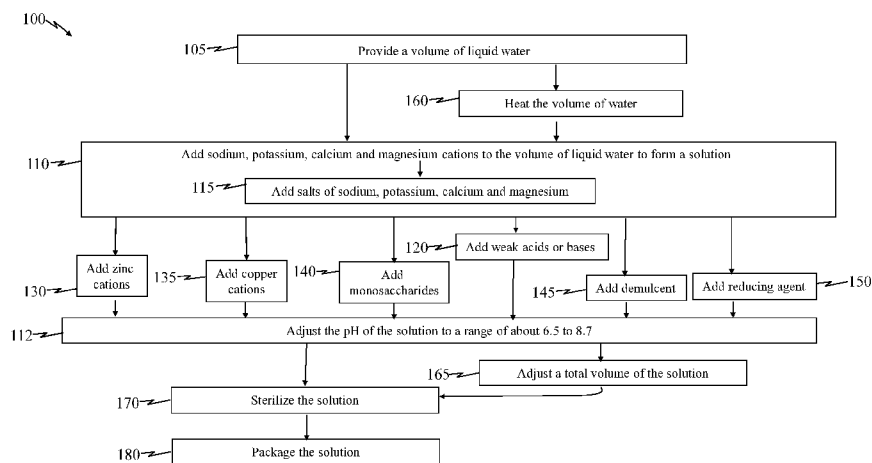 100
105
Provide a volume of liquid water
160
Heat the volume of water
110
Add sodium, potassium, calcium and magnesium cations to the volume of liquid water to form a solution
115
Add salts of sodium, potassium, calcium and magnesium
120
Add weak acids or bases
130
Add zinc
cations
135
Add copper
cations
140
Add
monosaccharides
145
Add demulcent
Add reducing agent
150
112
Adjust the pH of the solution to a range of about 6.5 to 8.7
165
Adjust a total volume of the solution
170
Sterilize the solution
180
Package the solution